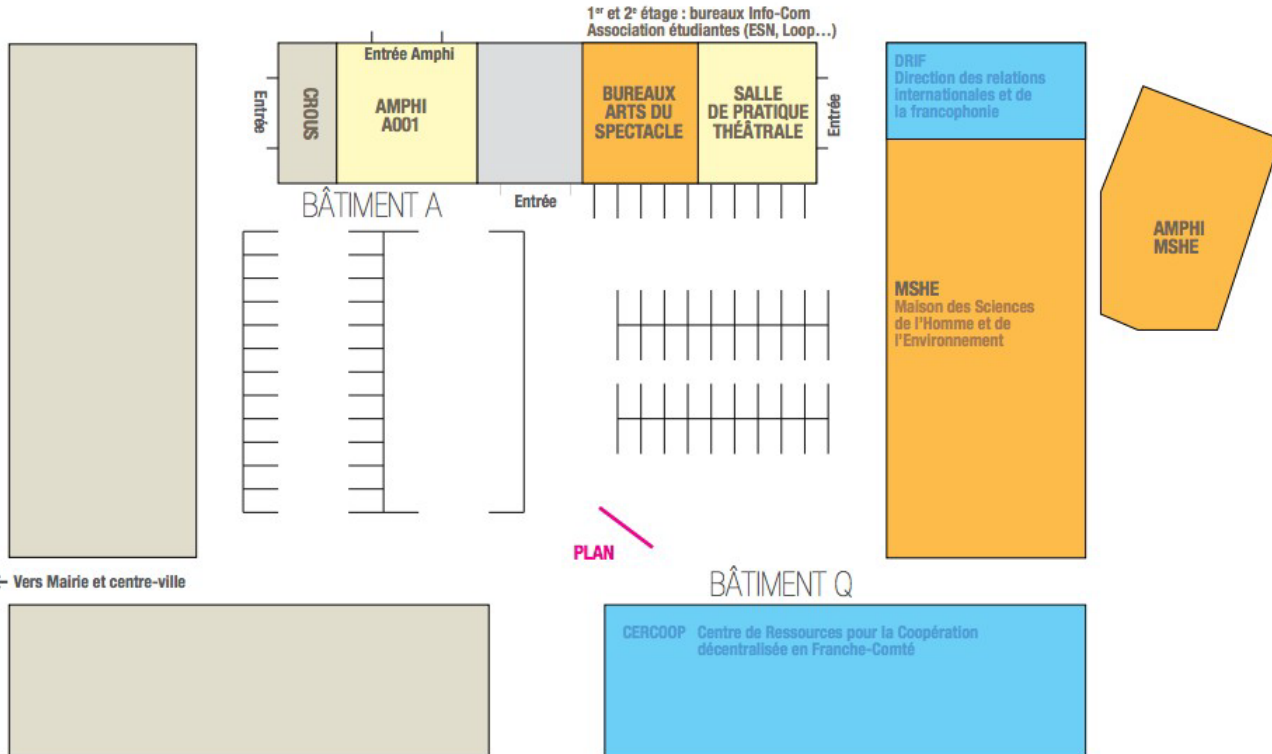 1er et 2e étage : bureaux Info-Com
Association étudiantes (ESN, Loop…)
Entrée Amphi
Entrée
CROUS
AMPHI
A001
BUREAUX
ARTS DU
SPECTACLE
SALLE
DE PRATIQUE
THÉÂTRALE
Entrée
DRIF
Direction des relations
internationales et de
la francophonie
BÂTIMENT A
Entrée
AMPHI
MSHE
MSHE
Maison des Sciences
de l'Homme et de
l'Environnement
PLAN
Vers Mairie et centre-ville
BÂTIMENT Q
CERCOOP Centre de Ressources pour la Coopération
décentralisée en Franche-Comté